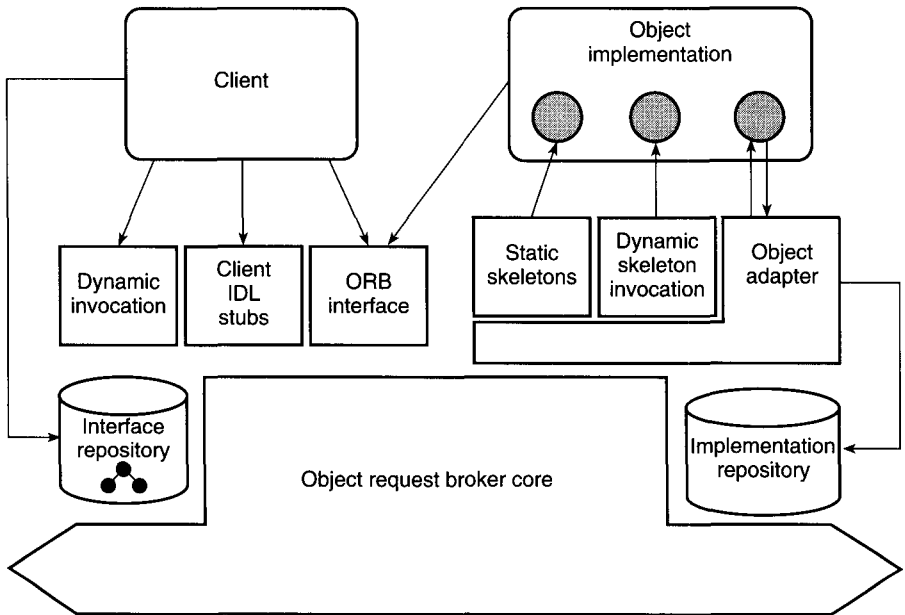 Client
Object
implementation
Dynamic
invocation
Client
IDL
stubs
ORB
interface
Static
skeletons
Dynamic
skeleton
invocation
Object
adapter
Interface
repository
Object request broker core
Implementation
repository